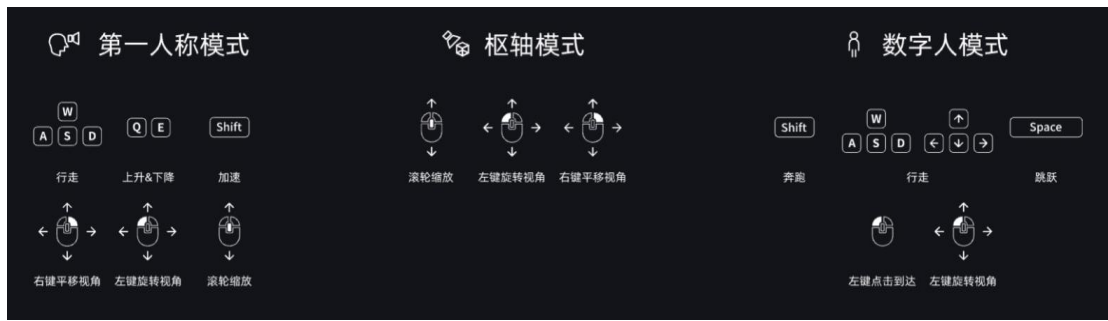 第一人称模式
W
A S D
行走
Q E
上升&下降
Shift
加速
右键平移视角
左键旋转视角
滚轮缩放
枢轴模式
滚轮缩放
左键旋转视角
右键平移视角
数字人模式
Shift
奔跑
W
A S D
↑
← ↓ →
行走
Space
跳跃
左键点击到达
左键旋转视角